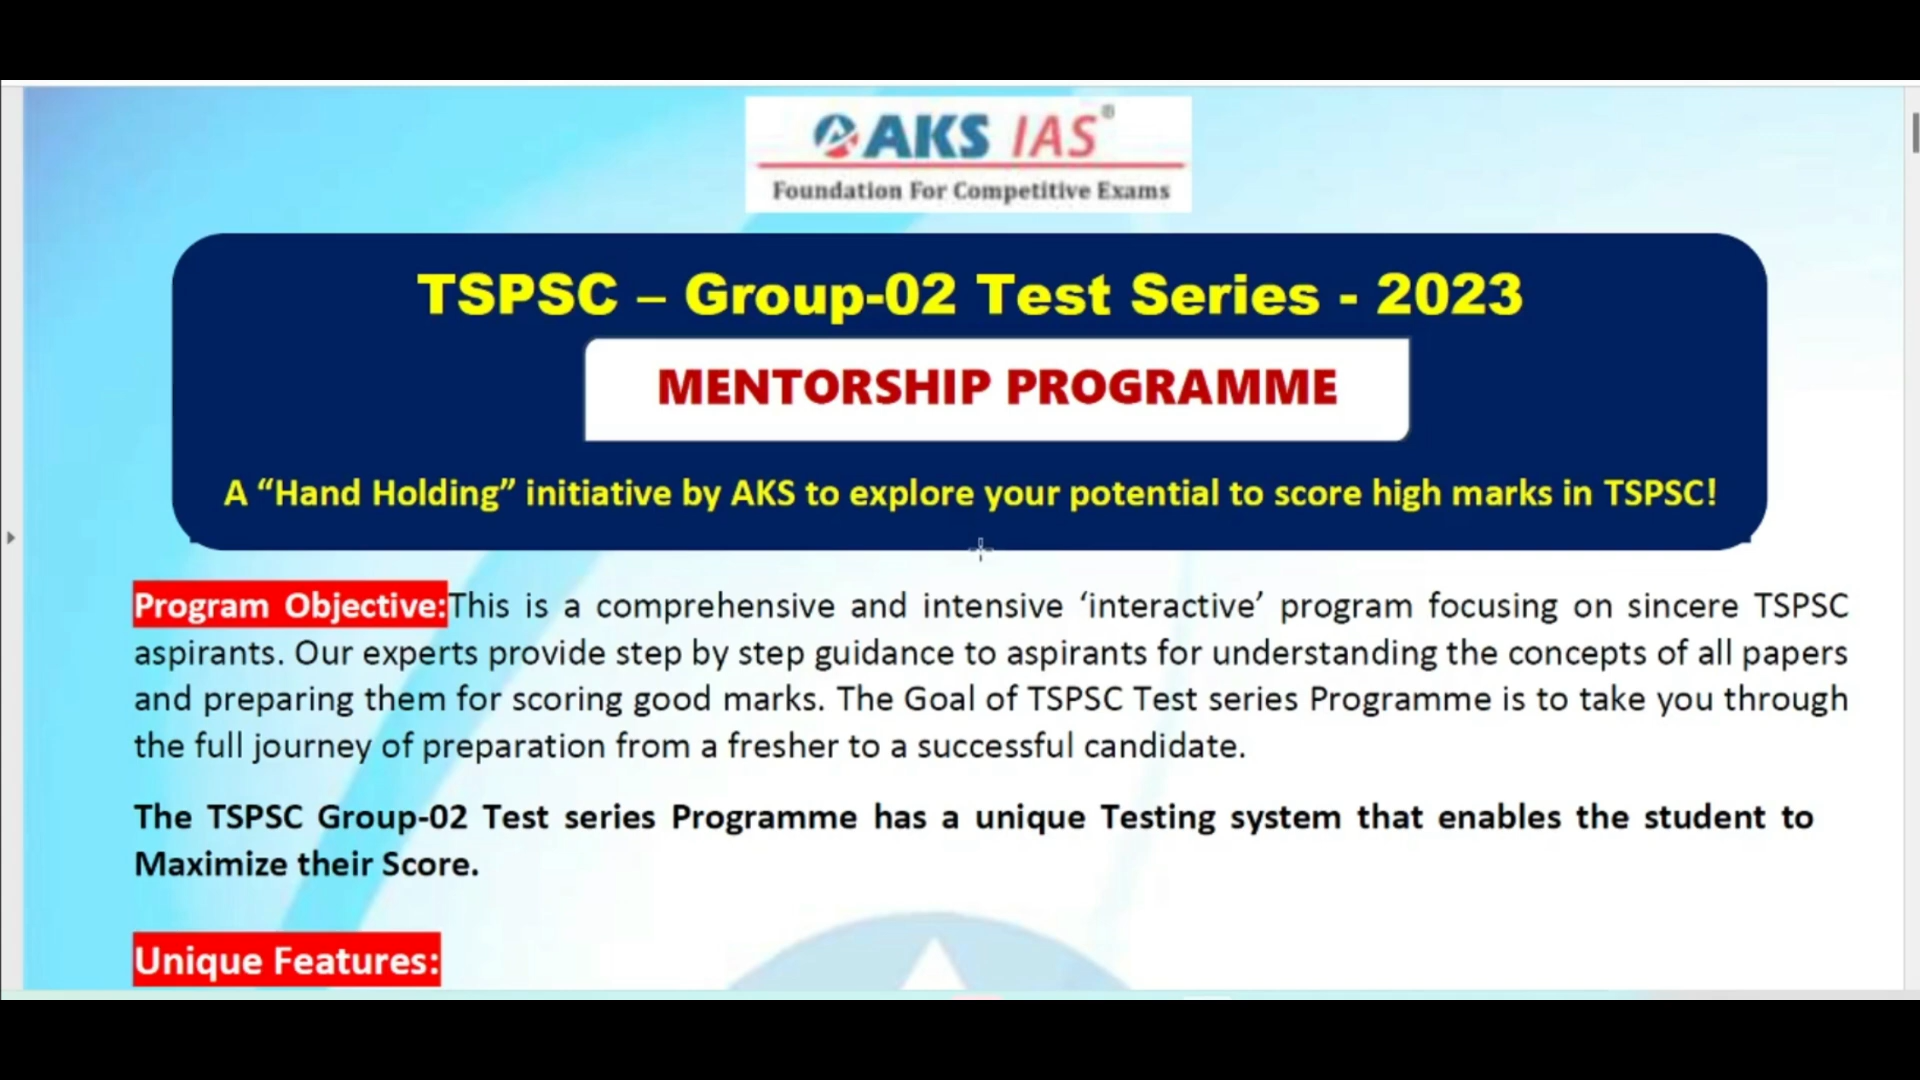 AKS IAS®
Foundation For Competitive Exams
TSPSC – Group-02 Test Series - 2023
MENTORSHIP PROGRAMME
A “Hand Holding” initiative by AKS to explore your potential to score high marks in TSPSC!
Program Objective:This is a comprehensive and intensive ‘interactive’ program focusing on sincere TSPSC
aspirants. Our experts provide step by step guidance to aspirants for understanding the concepts of all papers
and preparing them for scoring good marks. The Goal of TSPSC Test series Programme is to take you through
the full journey of preparation from a fresher to a successful candidate.
The TSPSC Group-02 Test series Programme has a unique Testing system that enables the student to
Maximize their Score.
Unique Features: